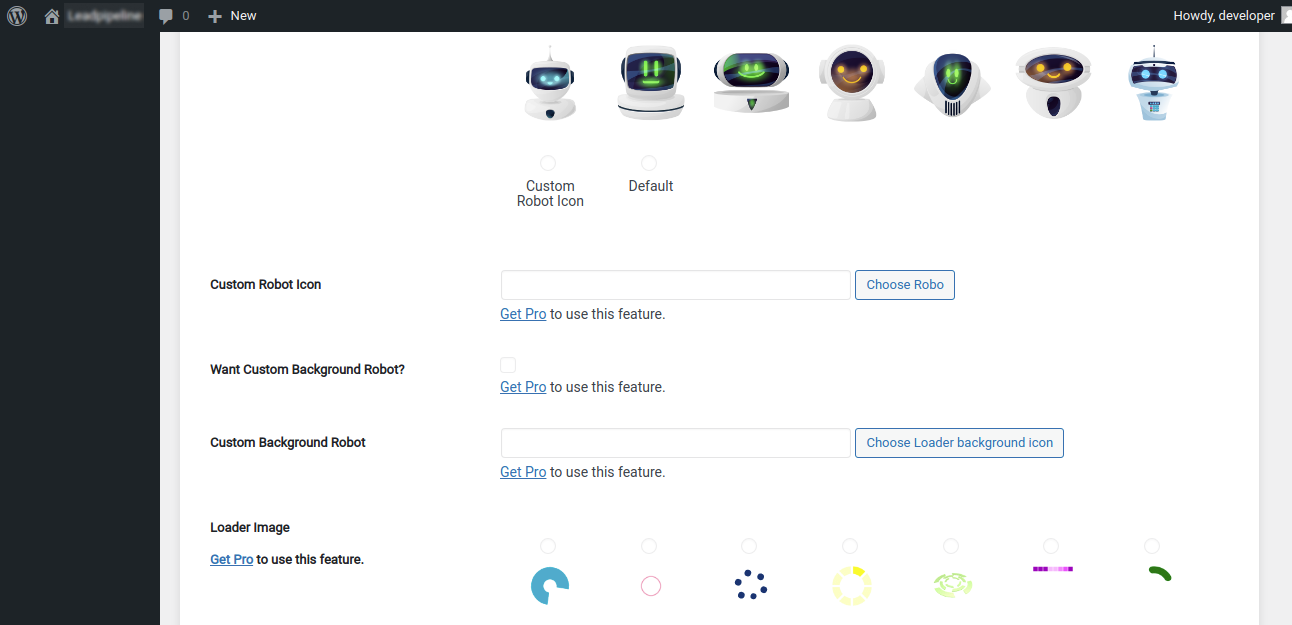 0 New Howdy, developer
Custom Default
Robot Icon
Custom Robot Icon Choose Robo
Get Pro to use this feature.
Want Custom Background Robot?
Get Pro to use this feature.
Custom Background Robot Choose Loader background icon
Get Pro to use this feature.
Loader Image
Get Pro to use this feature.